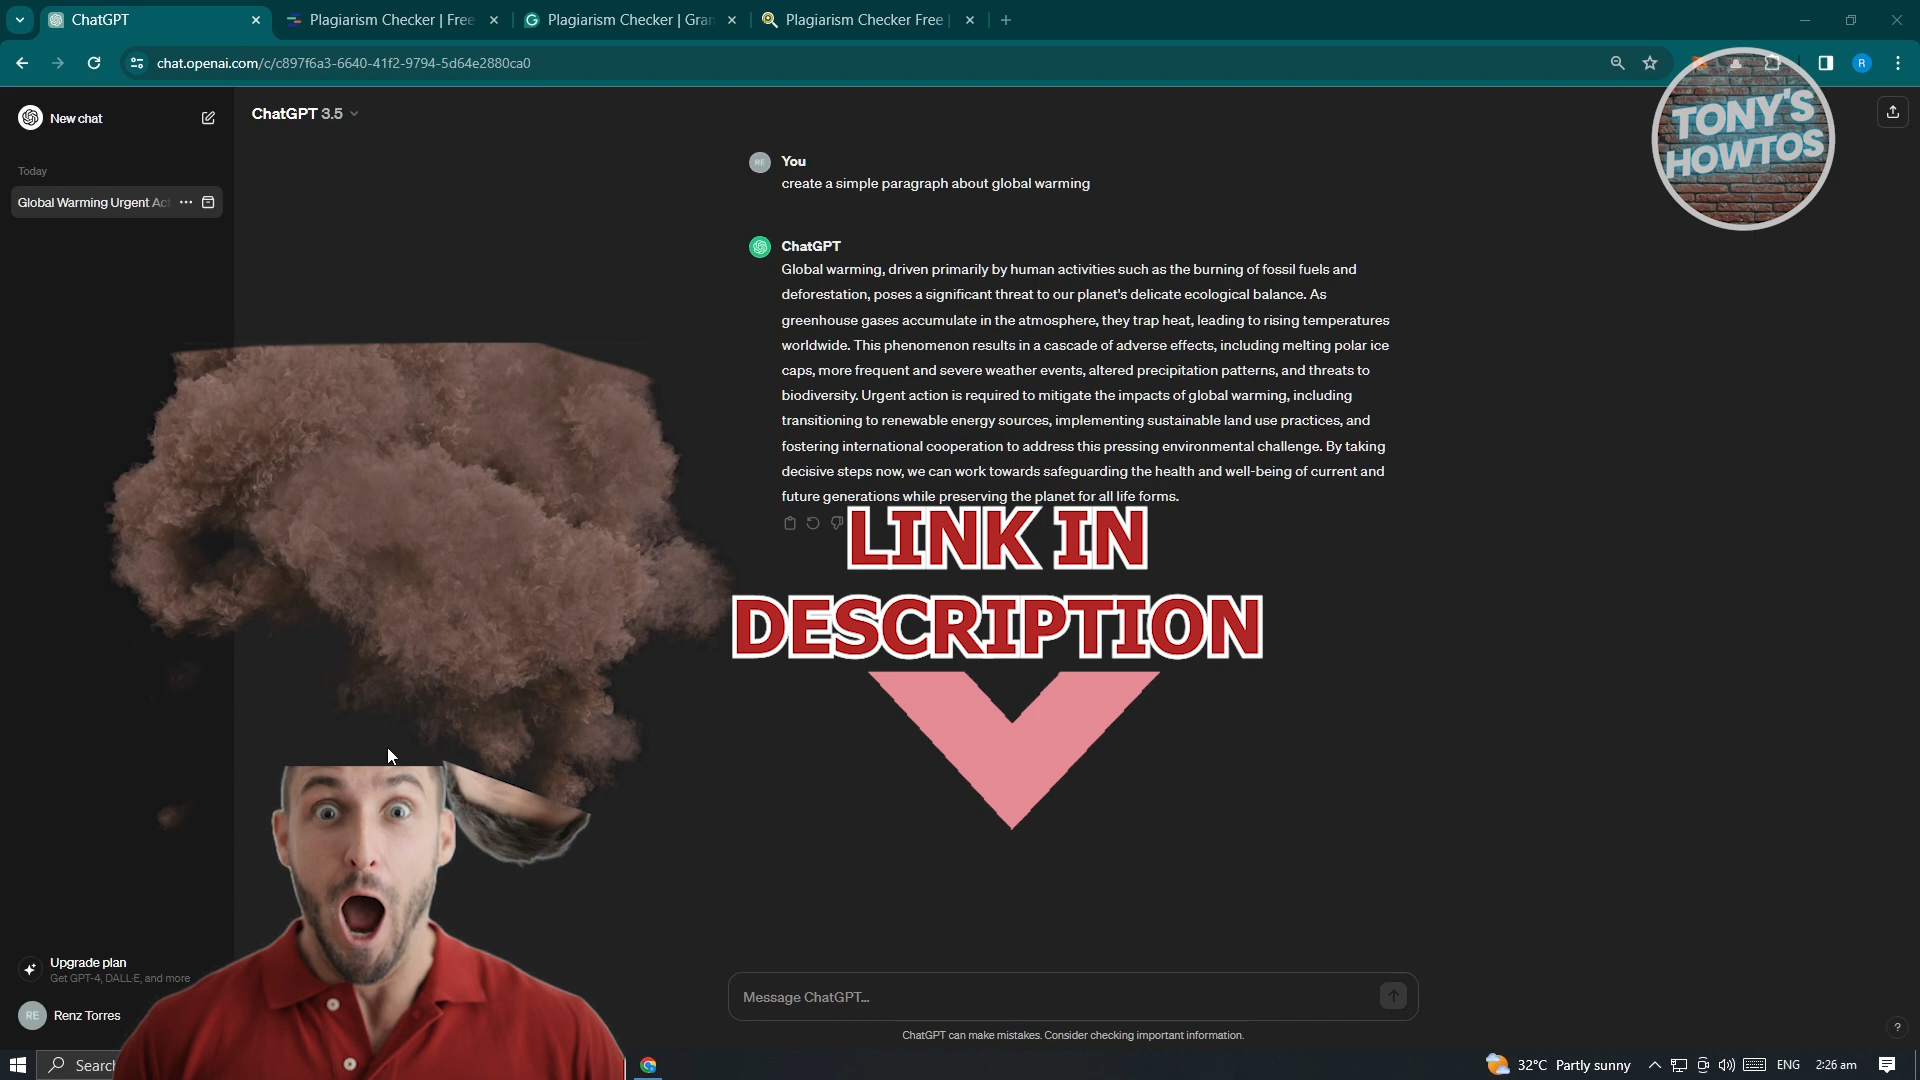 ChatGPT
Plagiarism Checker | Free
Plagiarism Checker | Gran
Plagiarism Checker Free |
chat.openai.com/c/c897f6a3-6640-41f2-9794-5d64e2880ca0
R
New chat
ChatGPT 3.5
TONY'S
HOWTOS
Today
Global Warming Urgent Act
RE
You
create a simple paragraph about global warming
ChatGPT
Global warming, driven primarily by human activities such as the burning of fossil fuels and
deforestation, poses a significant threat to our planet's delicate ecological balance. As
greenhouse gases accumulate in the atmosphere, they trap heat, leading to rising temperatures
worldwide. This phenomenon results in a cascade of adverse effects, including melting polar ice
caps, more frequent and severe weather events, altered precipitation patterns, and threats to
biodiversity. Urgent action is required to mitigate the impacts of global warming, including
transitioning to renewable energy sources, implementing sustainable land use practices, and
fostering international cooperation to address this pressing environmental challenge. By taking
decisive steps now, we can work towards safeguarding the health and well-being of current and
future generations while preserving the planet for all life forms.
LINK IN
DESCRIPTION
Upgrade plan
Get GPT-4, DALL·E, and more
RE
Renz Torres
Message ChatGPT...
ChatGPT can make mistakes. Consider checking important information.
?
Search
32°C Partly sunny
ENG
2:26 am